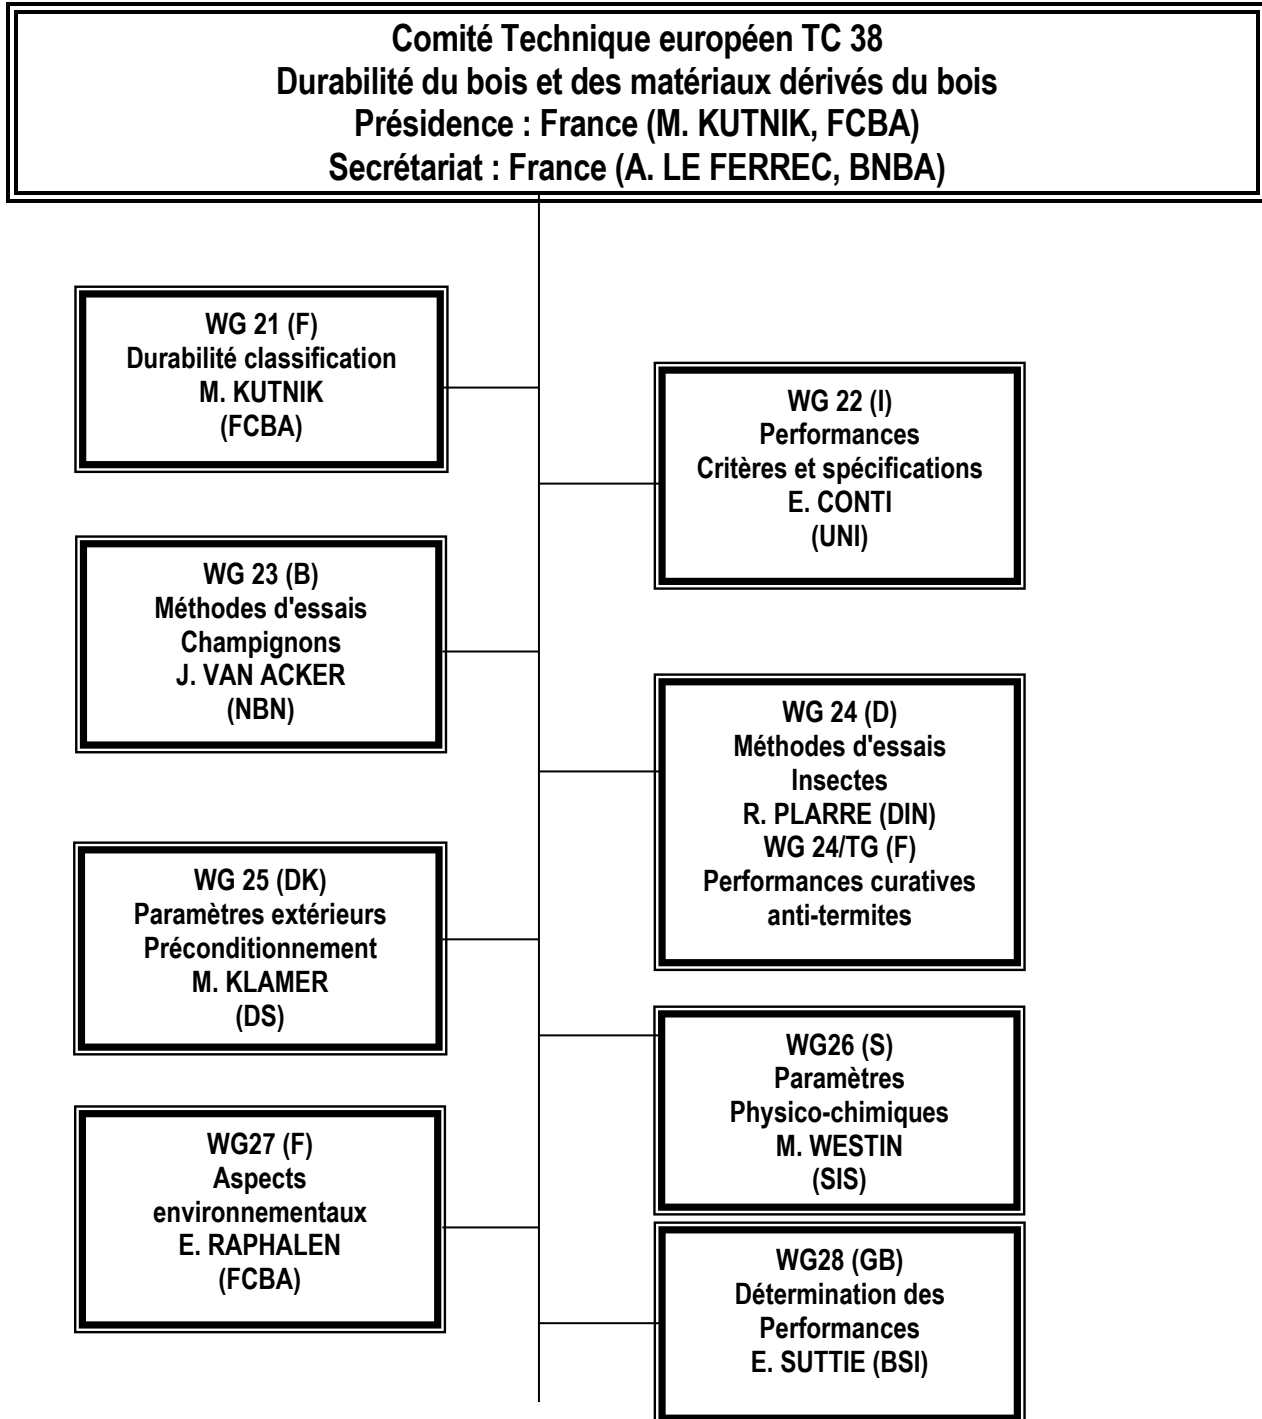 Comité Technique européen TC 38
Durabilité du bois et des matériaux dérivés du bois
Présidence : France (M. KUTNIK, FCBA)
Secrétariat : France (A. LE FERREC, BNBA)
WG 21 (F)
Durabilité classification
M. KUTNIK
(FCBA)
WG 22 (I)
Performances
Critères et spécifications
E. CONTI
(UNI)
WG 23 (B)
Méthodes d'essais
Champignons
J. VAN ACKER
(NBN)
WG 24 (D)
Méthodes d'essais
Insectes
R. PLARRE (DIN)
WG 24/TG (F)
Performances curatives
anti-termites
WG 25 (DK)
Paramètres extérieurs
Préconditionnement
M. KLAMER
(DS)
WG26 (S)
Paramètres
Physico-chimiques
M. WESTIN
(SIS)
WG27 (F)
Aspects
environnementaux
E. RAPHALEN
(FCBA)
WG28 (GB)
Détermination des
Performances
E. SUTTIE (BSI)